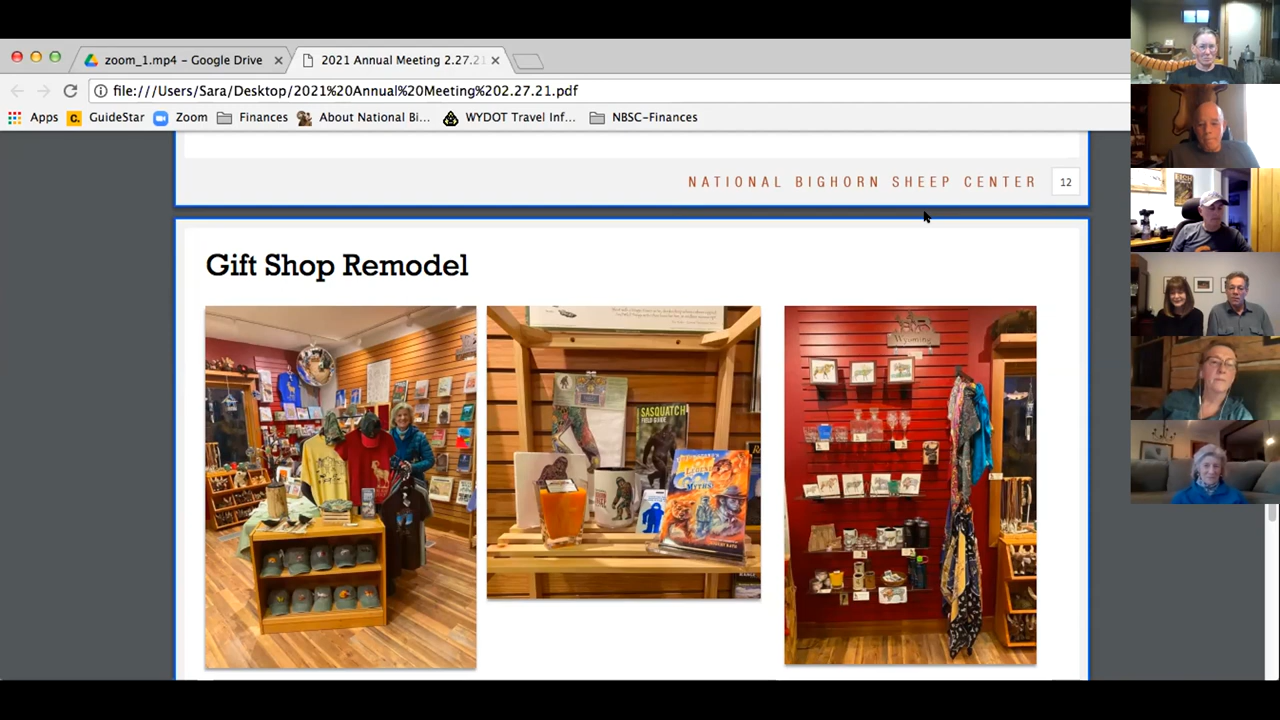 zoom_1.mp4 - Google Drive
2021 Annual Meeting 2.27.21
file:///Users/Sara/Desktop/2021%20Annual%20Meeting%202.27.21.pdf
Apps
GuideStar
Zoom
Finances
About National Bi...
WYDOT Travel Inf...
NBSC-Finances
NATIONAL BIGHORN SHEEP CENTER
12
Gift Shop Remodel
SASQUATCH
FIELD GUIDE
MYTHS
Wyoming